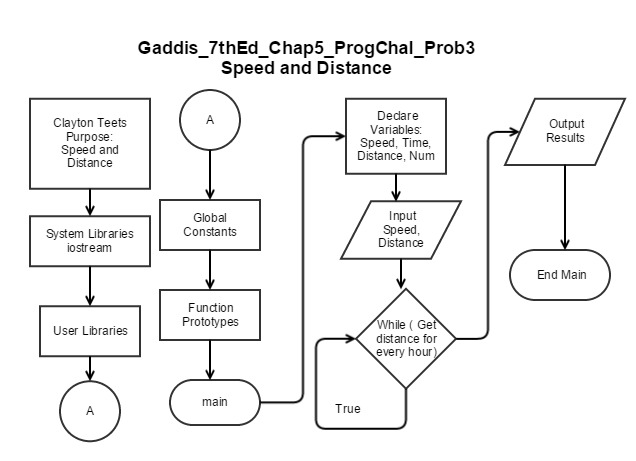 Gaddis_7thEd_Chap5_ProgChal_Prob3
Speed and Distance
Clayton Teets
Purpose:
Speed and
Distance
System Libraries
iostream
User Libraries
A
A
Global
Constants
Function
Prototypes
main
Declare
Variables:
Speed, Time,
Distance, Num
Input
Speed,
Distance
While ( Get
distance for
every hour)
True
Output
Results
End Main